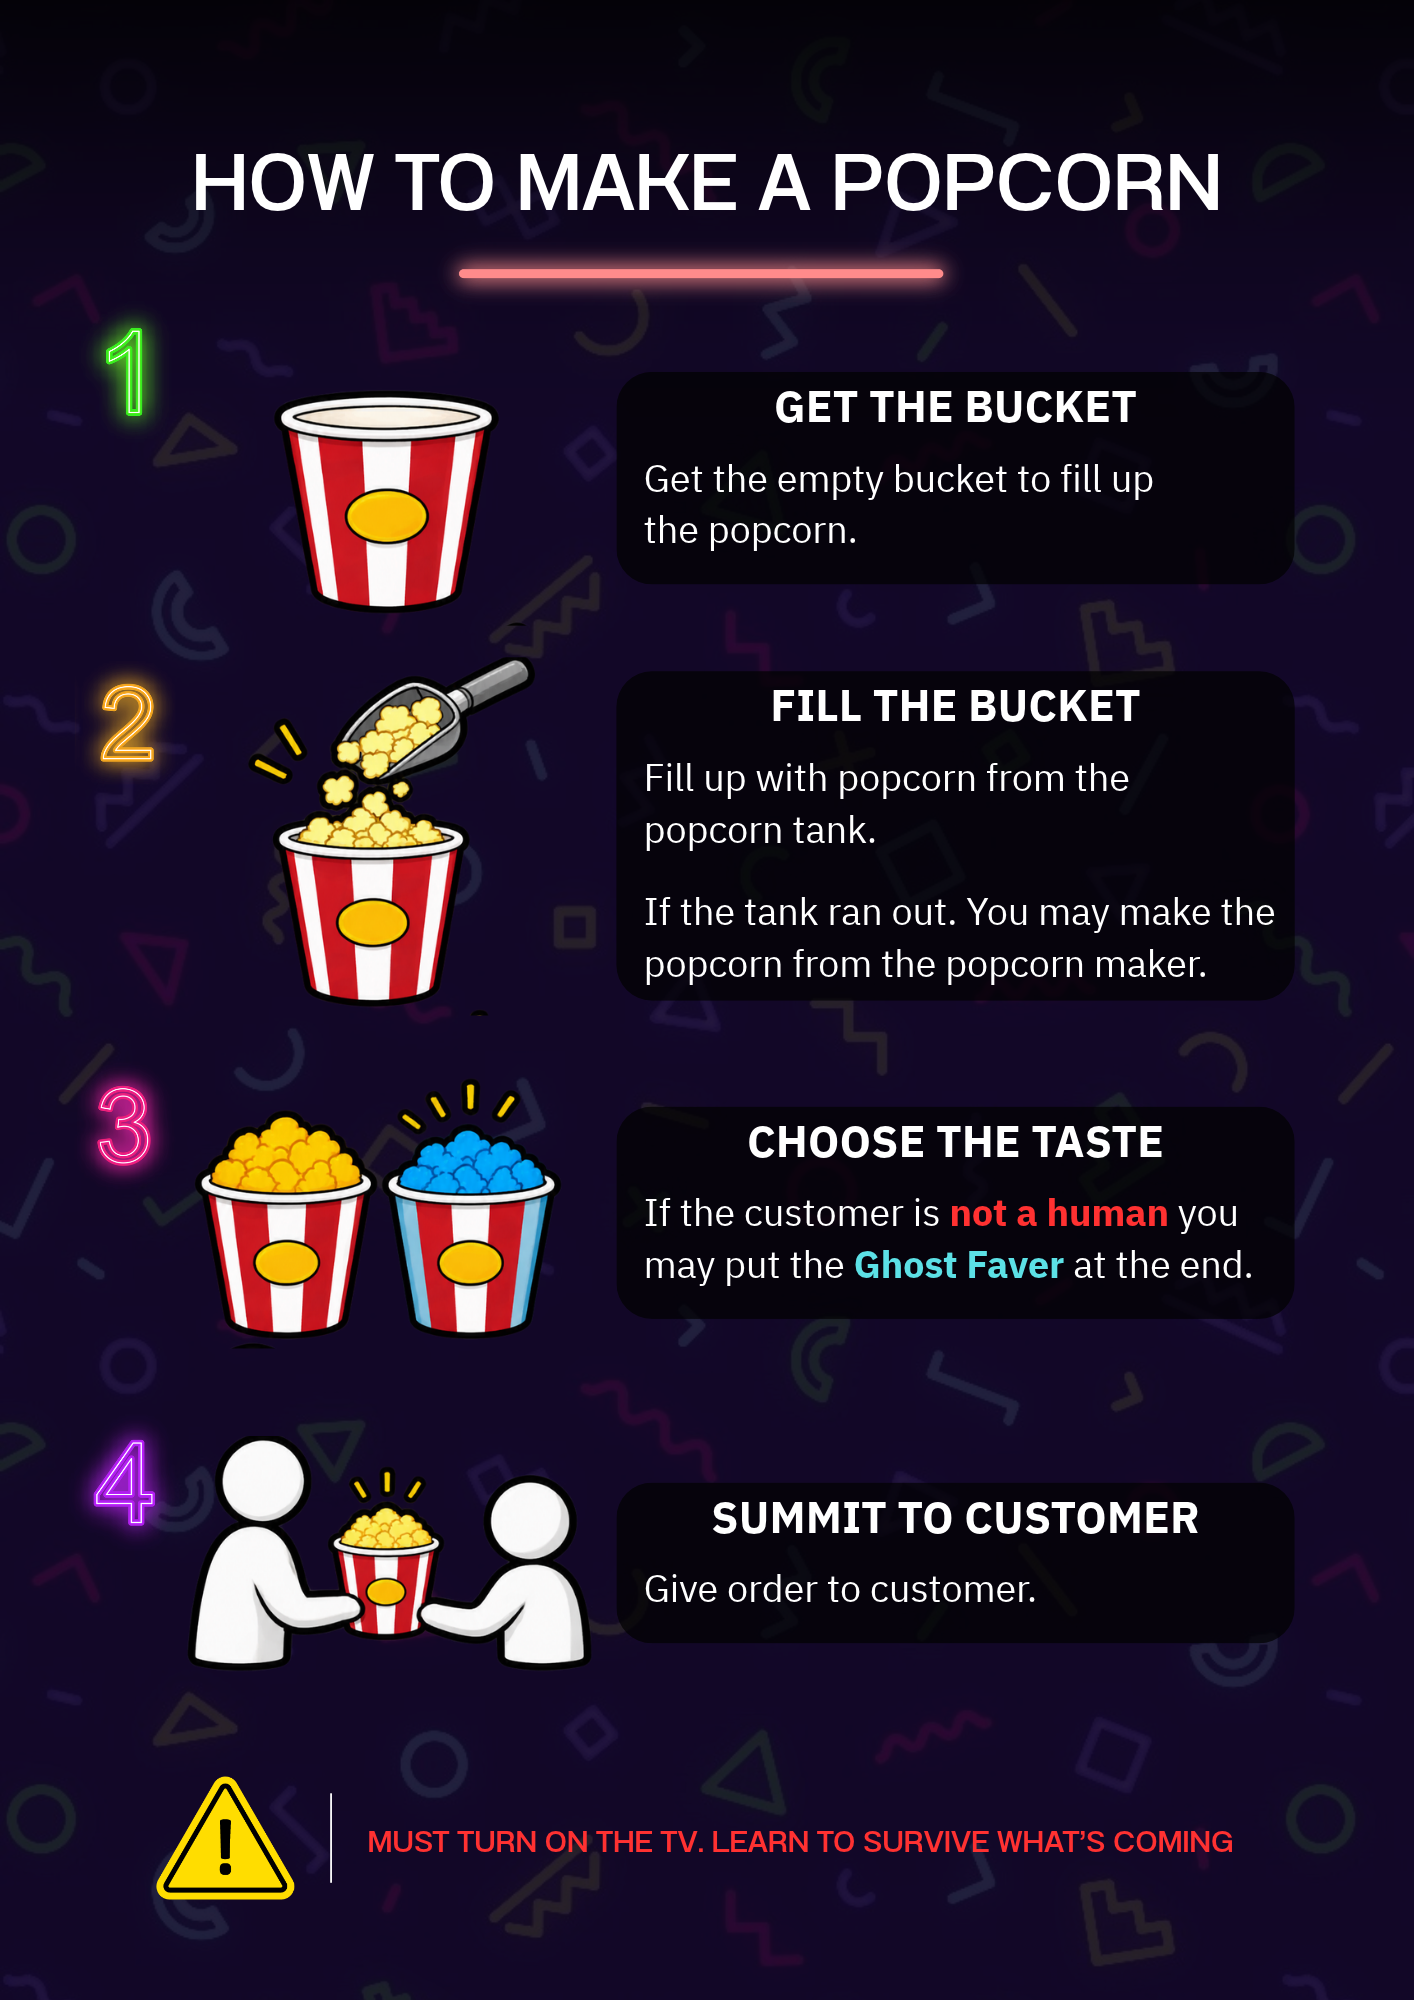 HOW TO MAKE A POPCORN
1
GET THE BUCKET
Get the empty bucket to fill up
the popcorn.
2
FILL THE BUCKET
Fill up with popcorn from the
popcorn tank.
If the tank ran out. You may make the
popcorn from the popcorn maker.
3
CHOOSE THE TASTE
If the customer is not a human you
may put the Ghost Faver at the end.
4
SUMMIT TO CUSTOMER
Give order to customer.
!
MUST TURN ON THE TV. LEARN TO SURVIVE WHAT'S COMING